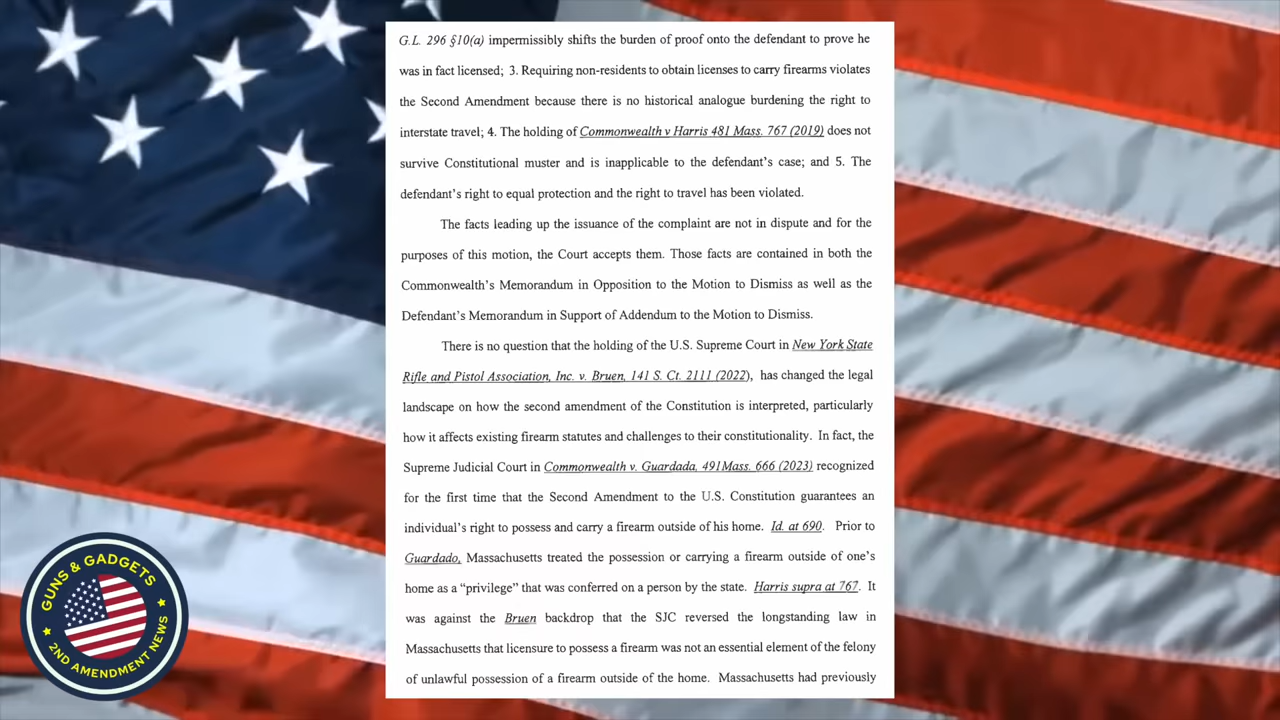 G.L. 296 §10(a) impermissibly shifts the burden of proof onto the defendant to prove he
was in fact licensed; 3. Requiring non-residents to obtain licenses to carry firearms violates
the Second Amendment because there is no historical analogue burdening the right to
interstate travel; 4. The holding of Commonwealth v Harris 481 Mass. 767 (2019) does not
survive Constitutional muster and is inapplicable to the defendant's case; and 5. The
defendant's right to equal protection and the right to travel has been violated.
The facts leading up the issuance of the complaint are not in dispute and for the
purposes of this motion, the Court accepts them. Those facts are contained in both the
Commonwealth's Memorandum in Opposition to the Motion to Dismiss as well as the
Defendant's Memorandum in Support of Addendum to the Motion to Dismiss.
There is no question that the holding of the U.S. Supreme Court in New York State
Rifle and Pistol Association, Inc. v. Bruen, 141 S. Ct. 2111 (2022), has changed the legal
landscape on how the second amendment of the Constitution is interpreted, particularly
how it affects existing firearm statutes and challenges to their constitutionality. In fact, the
Supreme Judicial Court in Commonwealth v. Guardada, 491Mass. 666 (2023) recognized
for the first time that the Second Amendment to the U.S. Constitution guarantees an
individual's right to possess and carry a firearm outside of his home. Id. at 690. Prior to
Guardado, Massachusetts treated the possession or carrying a firearm outside of one's
home as a "privilege" that was conferred on a person by the state. Harris supra at 767. It
was against the Bruen backdrop that the SJC reversed the longstanding law in
Massachusetts that licensure to possess a firearm was not an essential element of the felony
of unlawful possession of a firearm outside of the home. Massachusetts had previously
GUNS & GADGETS
2ND AMENDMENT NEWS